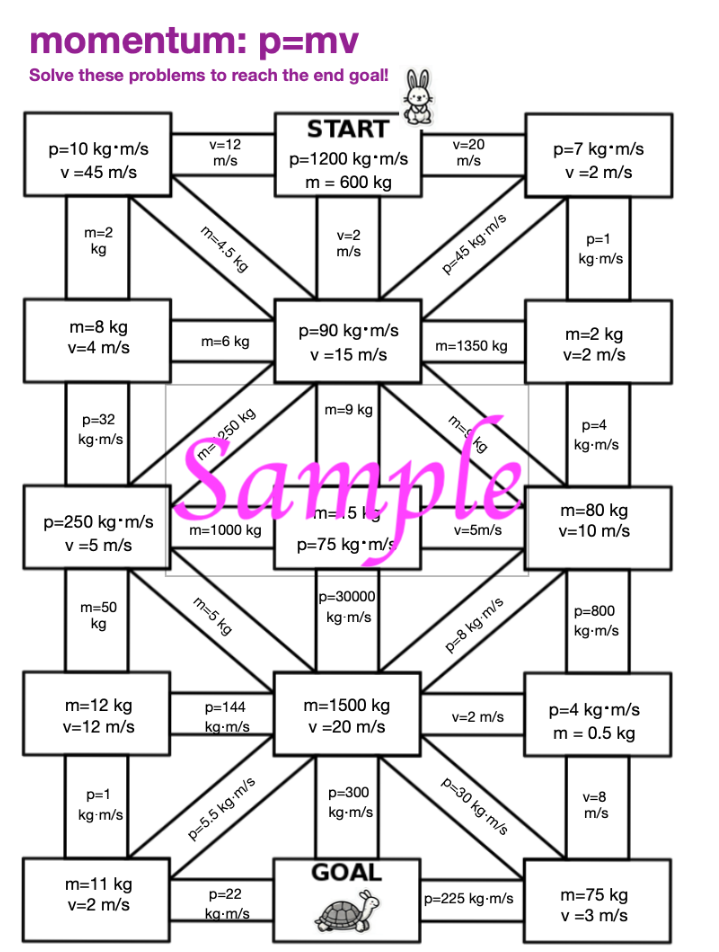 momentum: p=mv
Solve these problems to reach the end goal!
START
p=10 kg·m/s
v =45 m/s
v=12
m/s
p=1200 kg·m/s
m = 600 kg
v=20
m/s
p=7 kg·m/s
v =2 m/s
m=2
kg
m=4.5 kg
v=2
m/s
p=45 kg·m/s
p=1
kg·m/s
m=8 kg
v=4 m/s
m=6 kg
p=90 kg·m/s
v =15 m/s
m=1350 kg
m=2 kg
v=2 m/s
p=32
kg·m/s
250 kg
m=9 kg
kg
p=4
kg·m/s
Sample
p=250 kg·m/s
v =5 m/s
m=1000 kg
5 kg
p=75 kg·m/s
v=5m/s
m=80 kg
v=10 m/s
m=50
kg
m=5 kg
p=30000
kg·m/s
p=8 kg·m/s
p=800
kg·m/s
m=12 kg
v=12 m/s
p=144
kg·m/s
m=1500 kg
v =20 m/s
v=2 m/s
p=4 kg·m/s
m = 0.5 kg
p=1
kg·m/s
p=5.5 kg·m/s
p=300
kg·m/s
p=30 kg·m/s
v=8
m/s
m=11 kg
v=2 m/s
p=22
kg·m/s
GOAL
p=225 kg·m/s
m=75 kg
v =3 m/s